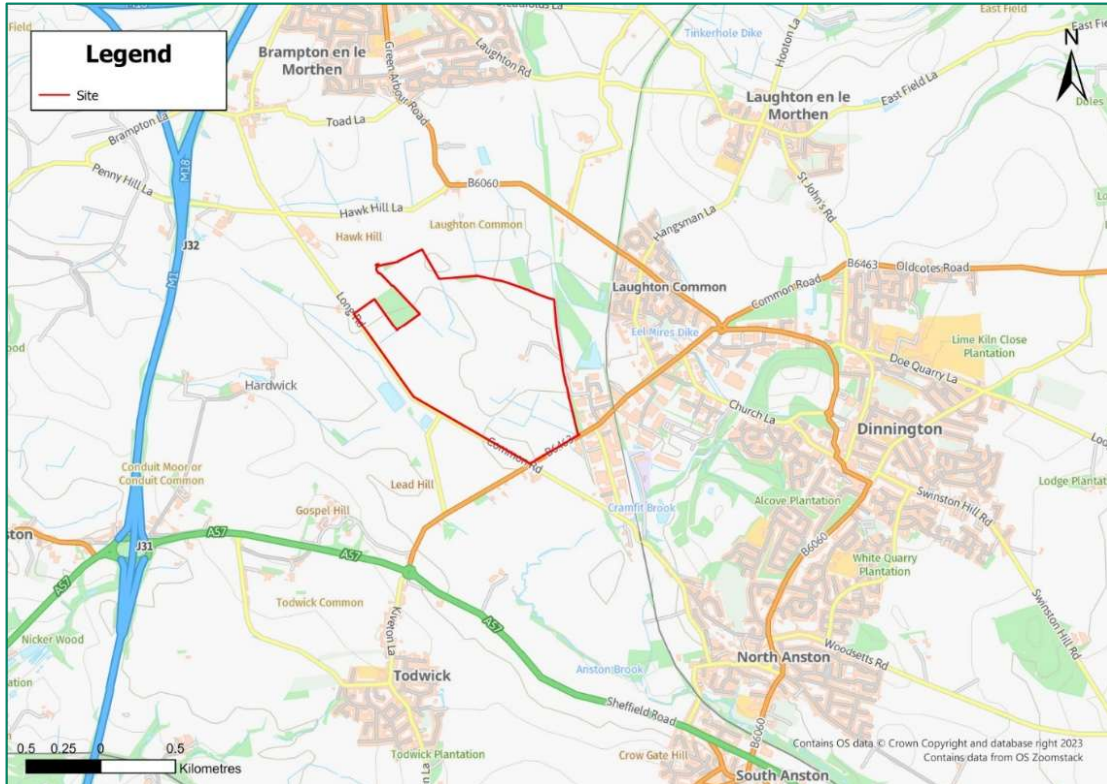 Legend
Site
N
Field
Brampton en le
Morthen
Laughton Rd
Tinkerhole Dike
Hooton La
East Field
East Field La
Green Arbour Road
Laughton en le
Morthen
Brampton La
Toad La
M18
Penny Hill La
B6060
St John's Rd
Hawk Hill La
Laughton Common
Hangsman La
Hawk Hill
J32
M1
B6463
Oldcotes Road
Long Rd
Laughton Common
Common Road
Eel Mires Dike
Lime Kiln Close
Plantation
Doe Quarry La
Hardwick
Church La
Dinnington
Common Rd
B6463
Conduit Moor or
Conduit Common
Lead Hill
Lodge Plantation
Swinston Hill Rd
Alcove Plantation
Gospel Hill
Cramfit Brook
J31
A57
A57
B6060
White Quarry
Plantation
A57
Todwick Common
Kiveton La
A57
Swinston Hill Rd
Nicker Wood
Woodsetts Rd
North Anston
Anston Brook
Todwick
Sheffield Road
B6060
0.5 0.25 0 0.5
Kilometres
Todwick Plantation
Crow Gate Hill
Contains OS data © Crown Copyright and database right 2023
Contains data from OS Zoomstack
South Anston